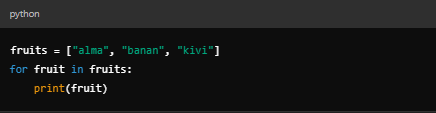 python
fruits = ["alma", "banan", "kivi"]
for fruit in fruits:
    print(fruit)